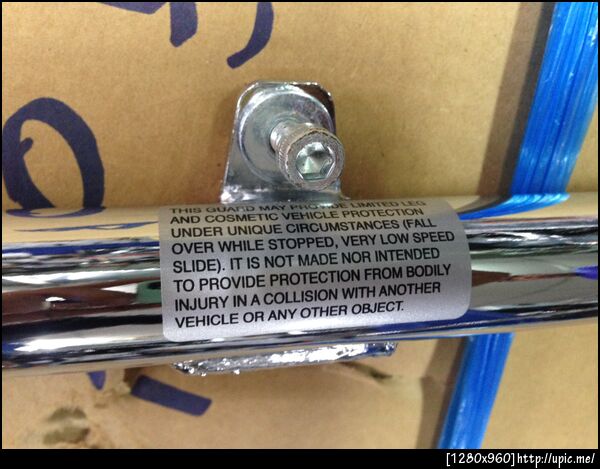 THIS GUARD MAY PROVIDE LIMITED LEG
AND COSMETIC VEHICLE PROTECTION
UNDER UNIQUE CIRCUMSTANCES (FALL
OVER WHILE STOPPED, VERY LOW SPEED
SLIDE). IT IS NOT MADE NOR INTENDED
TO PROVIDE PROTECTION FROM BODILY
INJURY IN A COLLISION WITH ANOTHER
VEHICLE OR ANY OTHER OBJECT.
[1280x960]http://upic.me/